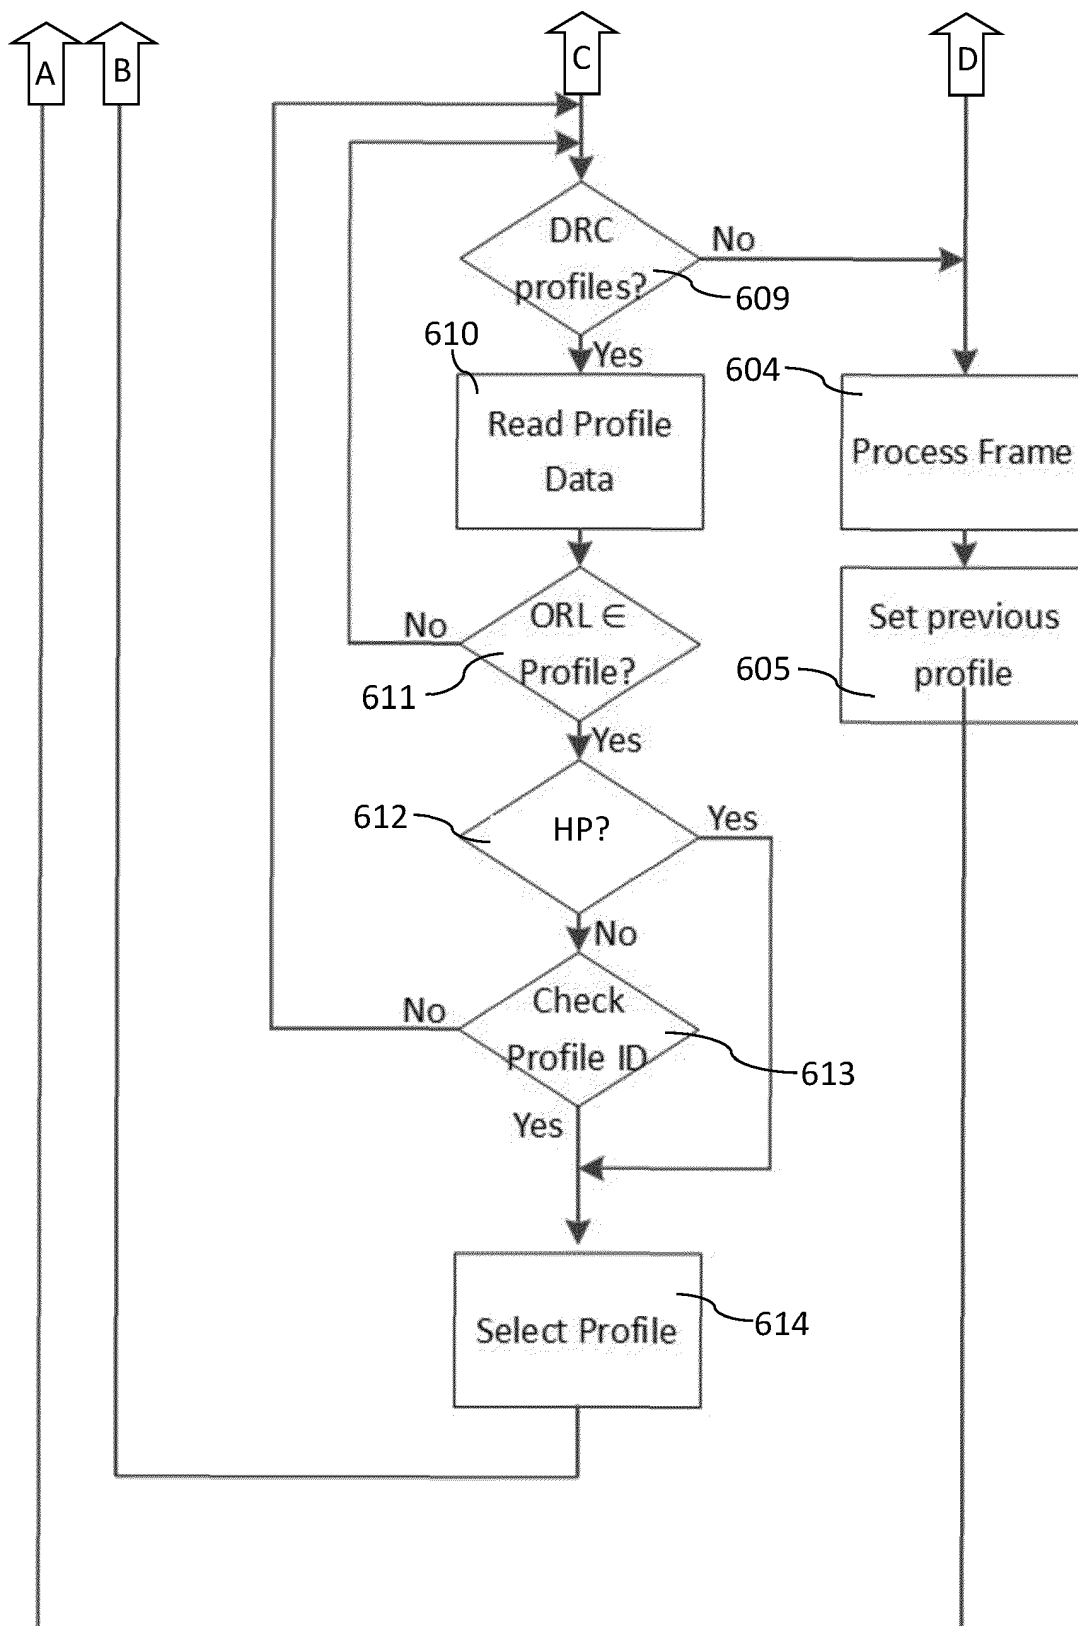 A
B
C
D
DRC
profiles?
No
609
610
Yes
604
Read Profile
Data
Process Frame
No
ORL ∈
Profile?
611
Set previous
profile
605
Yes
612
HP?
Yes
No
No
Check
Profile ID
613
Yes
Select Profile
614